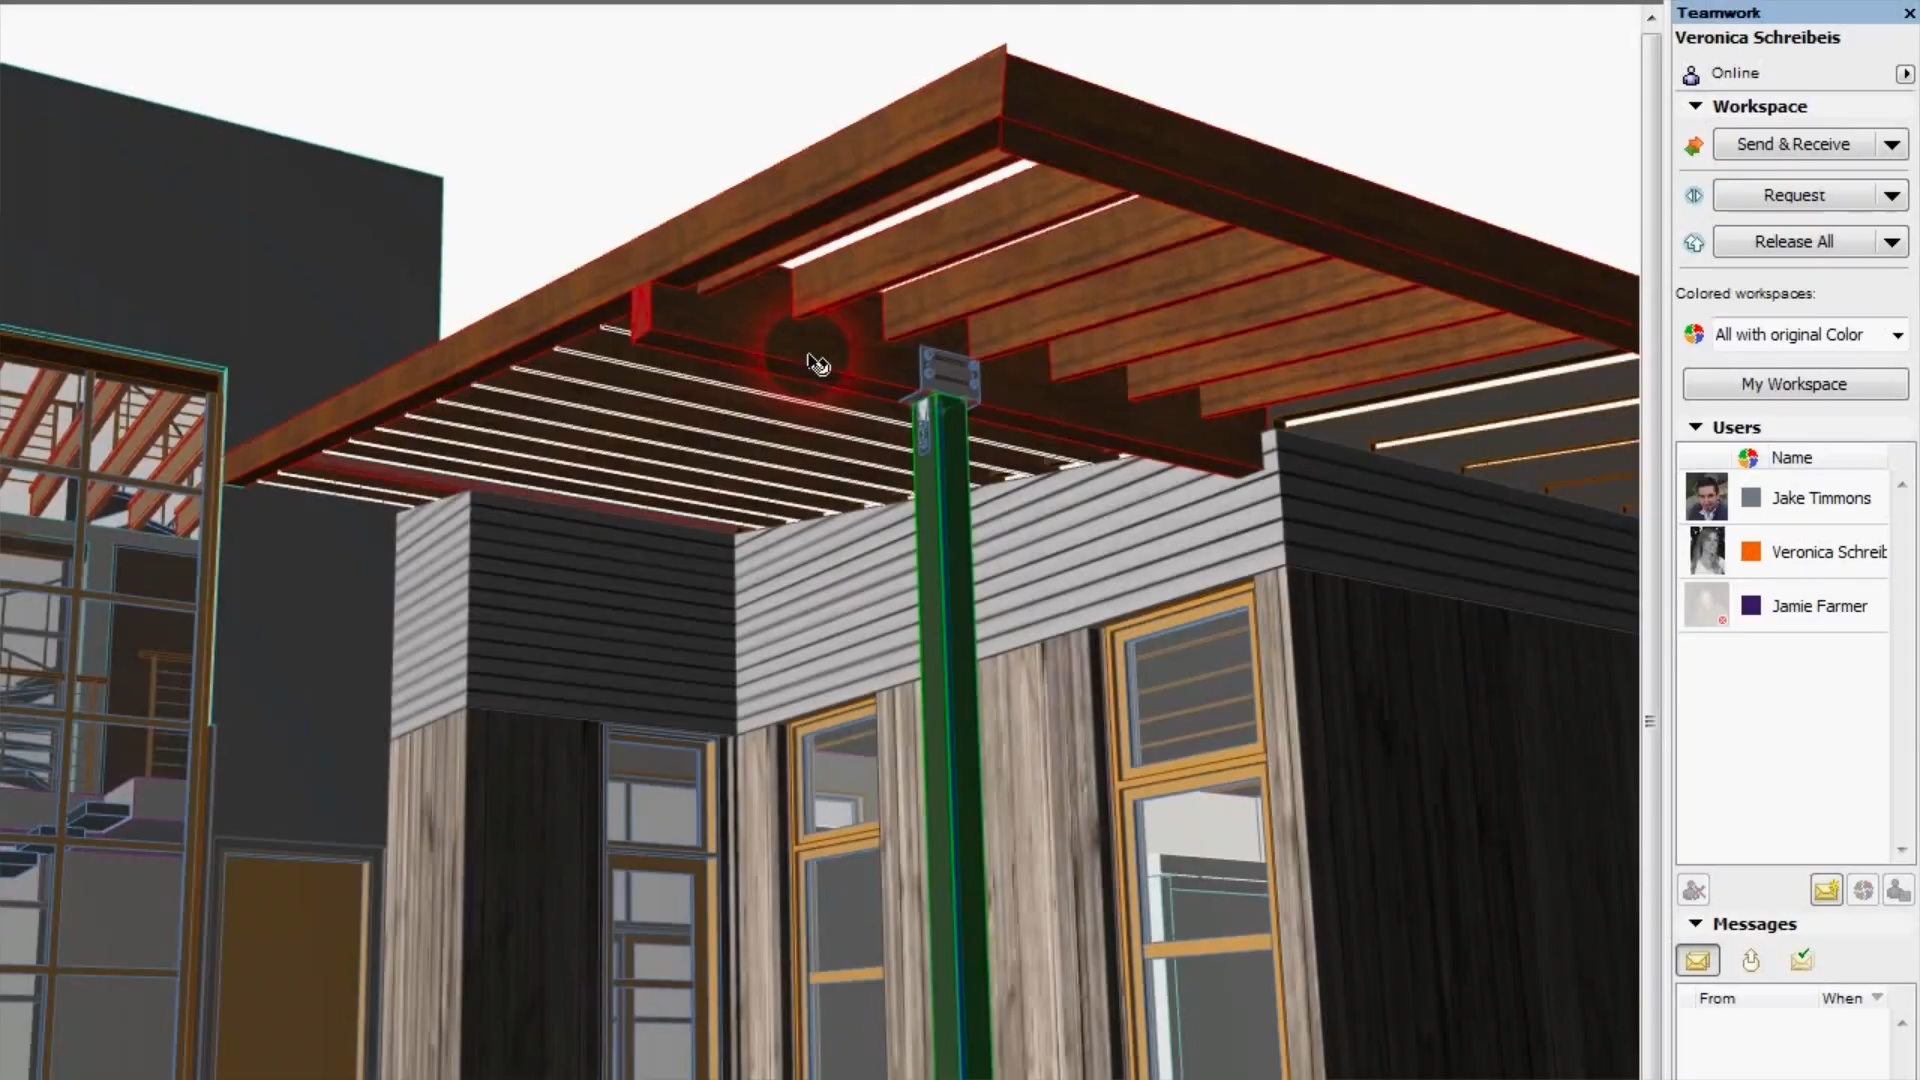 Teamwork
Veronica Schreibeis
Online
Workspace
Send & Receive
Request
Release All
Colored workspaces:
All with original Color
My Workspace
Users
Name
Jake Timmons
Veronica Schreib
Jamie Farmer
Messages
From When